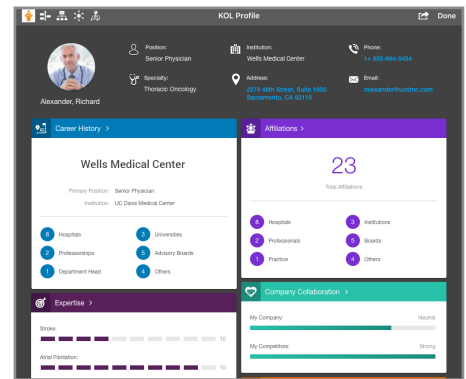 KOL Profile
Done
Position:
Senior Physician
Institution:
Wells Medical Center
Phone:
1+ 855-684-5454
Specialty:
Thoracic Oncology
Address:
2279 48th Street, Suite 1600
Sacramento, CA 92115
Email:
ralexander@ucdmc.com
Alexander, Richard
Career History >
Wells Medical Center
Primary Position: Senior Physician
Institution: UC Davis Medical Center
8 Hospitals
3 Universities
2 Professorships
5 Advisory Boards
1 Department Head
4 Others
Affiliations >
23
Total Affiliations
8 Hospitals
3 Institutions
2 Professionals
5 Boards
1 Practice
4 Others
Expertise >
Stroke:
10
Atrial Fibrilation:
10
Company Collaboration >
My Company:
Neutral
My Competitors:
Strong